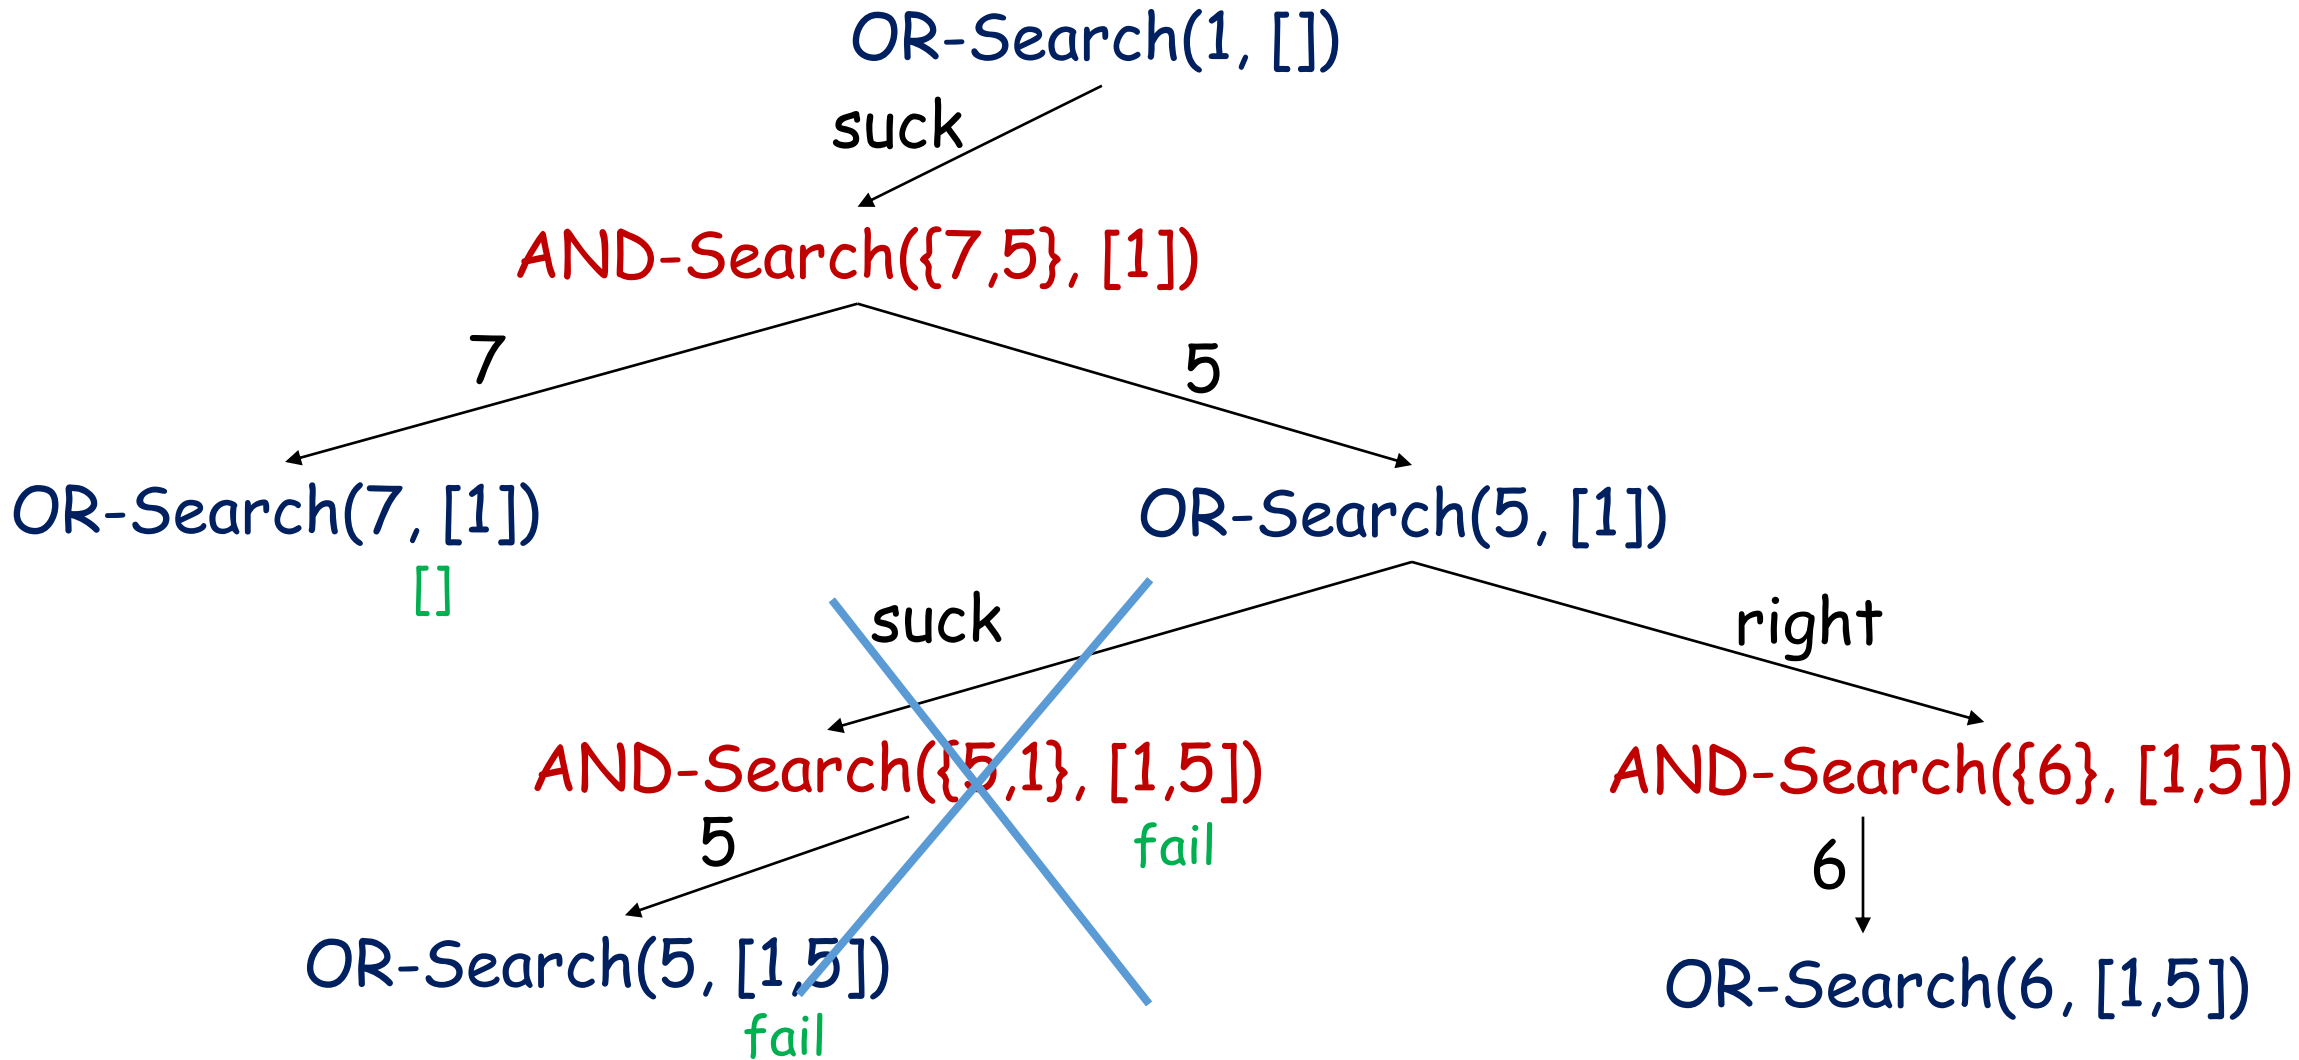 OR-Search(1, [])
suck
AND-Search({7,5}, [1])
7
5
OR-Search(7, [1])
[]
OR-Search(5, [1])
suck
right
AND-Search({5,1}, [1,5])
fail
AND-Search({6}, [1,5])
5
6
OR-Search(5, [1,5])
fail
OR-Search(6, [1,5])